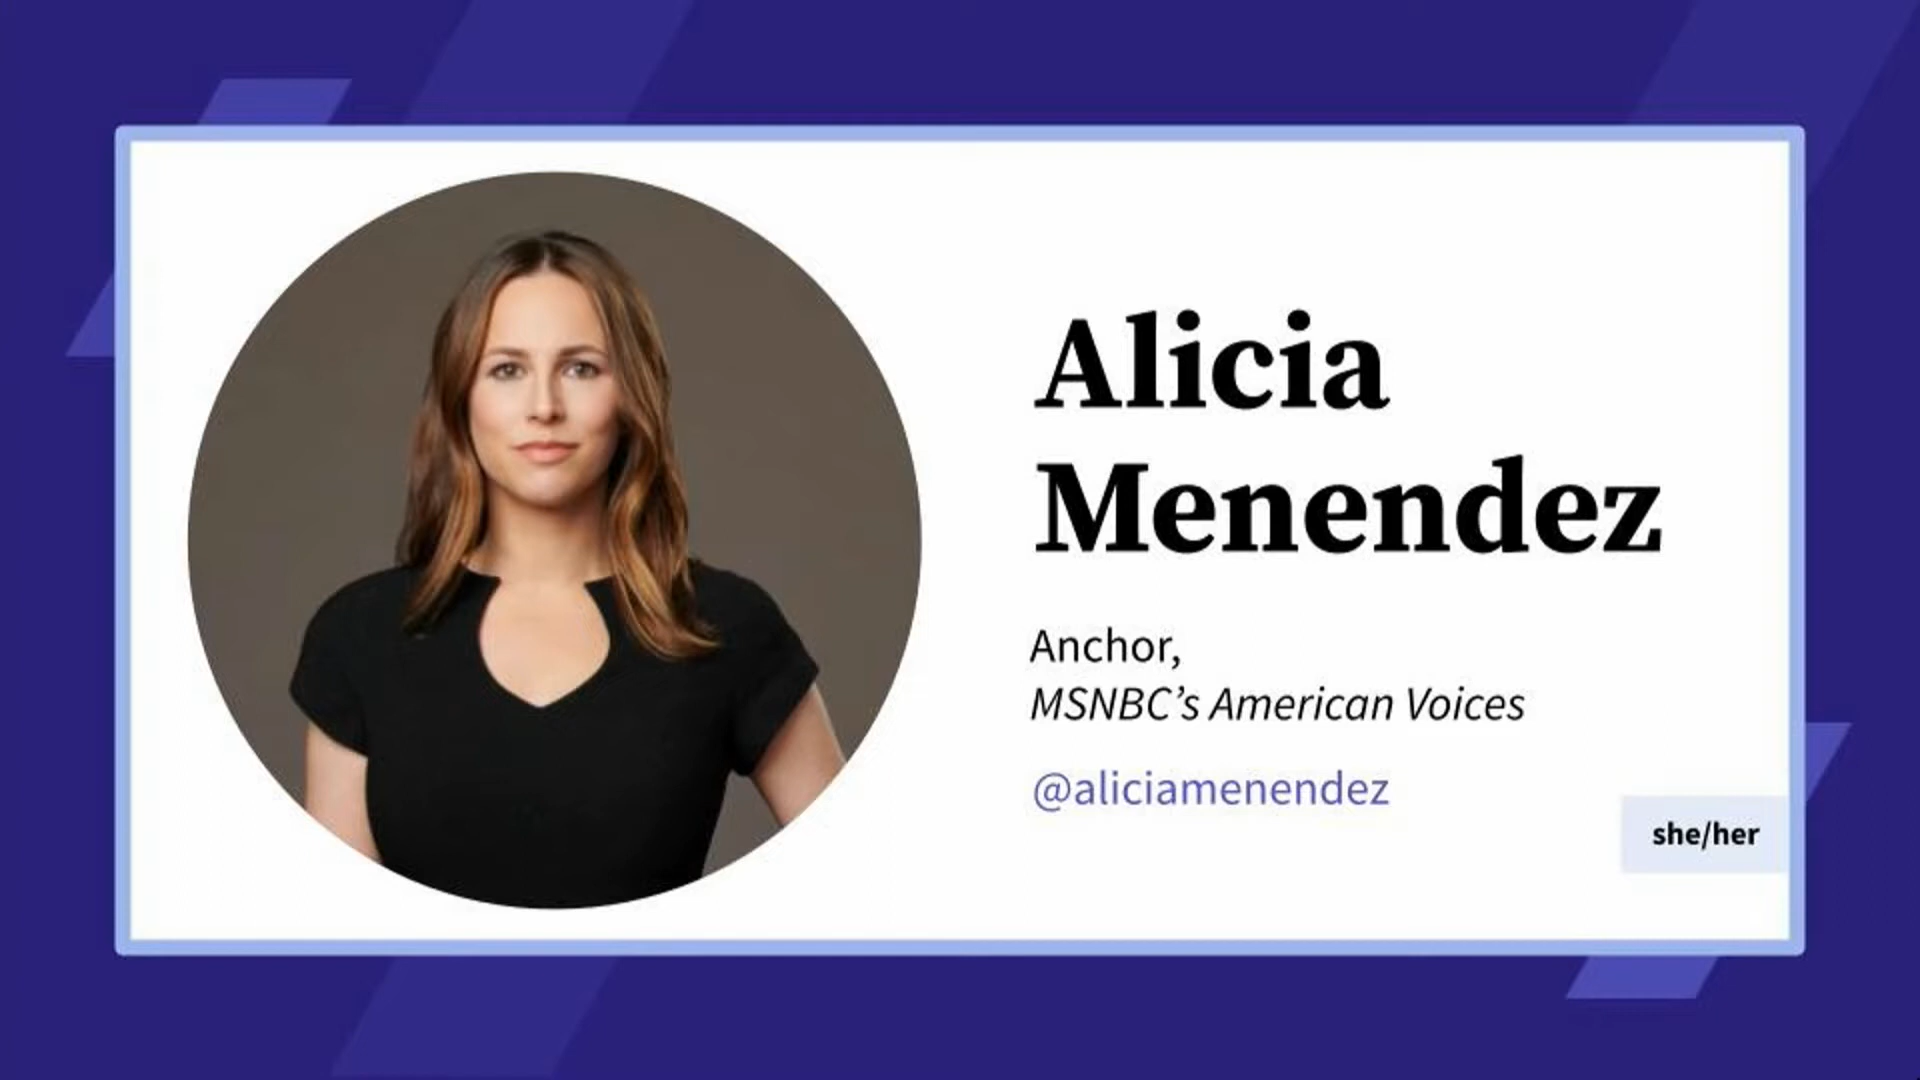 Alicia
Menendez
Anchor,
MSNBC’s American Voices
@aliciamenendez
she/her